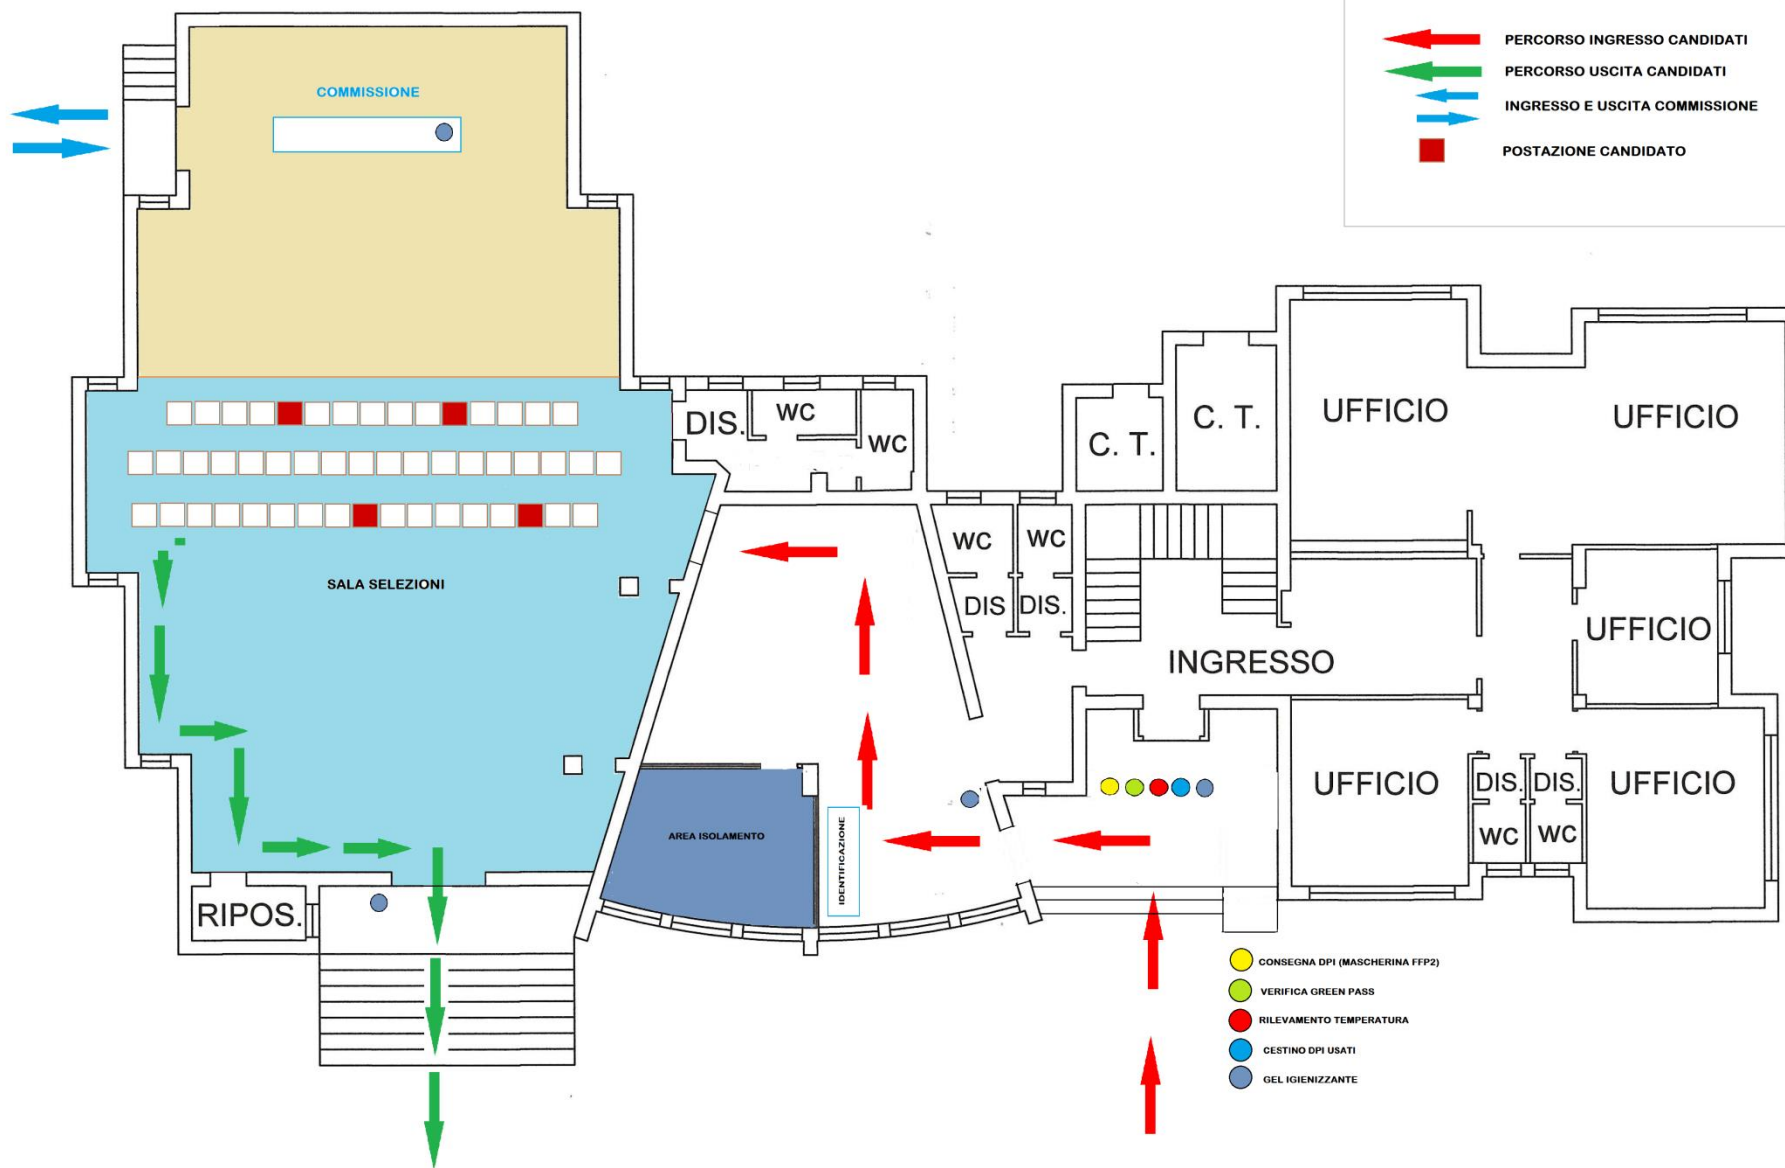 PERCORSO INGRESSO CANDIDATI
PERCORSO USCITA CANDIDATI
INGRESSO E USCITA COMMISSIONE
POSTAZIONE CANDIDATO
COMMISSIONE
DIS.
WC
WC
C. T.
C. T.
UFFICIO
UFFICIO
SALA SELEZIONI
WC
WC
DIS
DIS.
INGRESSO
UFFICIO
AREA ISOLAMENTO
IDENTIFICAZIONE
UFFICIO
DIS.
DIS.
UFFICIO
WC
WC
RIPOS.
CONSEGNA DPI (MASCHERINA FFP2)
VERIFICA GREEN PASS
RILEVAMENTO TEMPERATURA
CESTINO DPI USATI
GEL IGIENIZZANTE